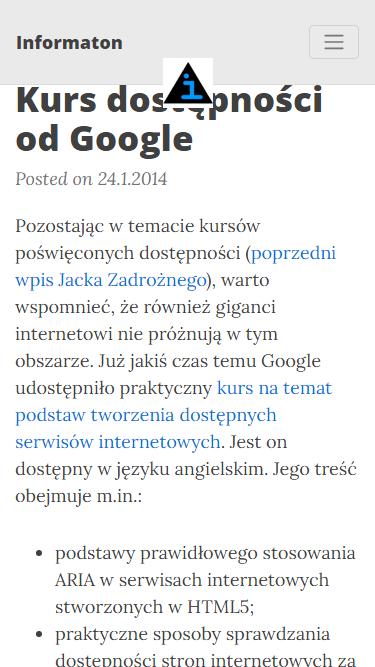 Informaton
Kurs dostępności
od Google
Posted on 24.1.2014
Pozostając w temacie kursów
poświęconych dostępności (poprzedni
wpis Jacka Zadrożnego), warto
wspomnieć, że również giganci
internetowi nie próżnują w tym
obszarze. Już jakiś czas temu Google
udostępniło praktyczny kurs na temat
podstaw tworzenia dostępnych
serwisów internetowych. Jest on
dostępny w języku angielskim. Jego treść
obejmuje m.in.:
• podstawy prawidłowego stosowania
ARIA w serwisach internetowych
stworzonych w HTML5;
• praktyczne sposoby sprawdzania
dostępności stron internetowych za